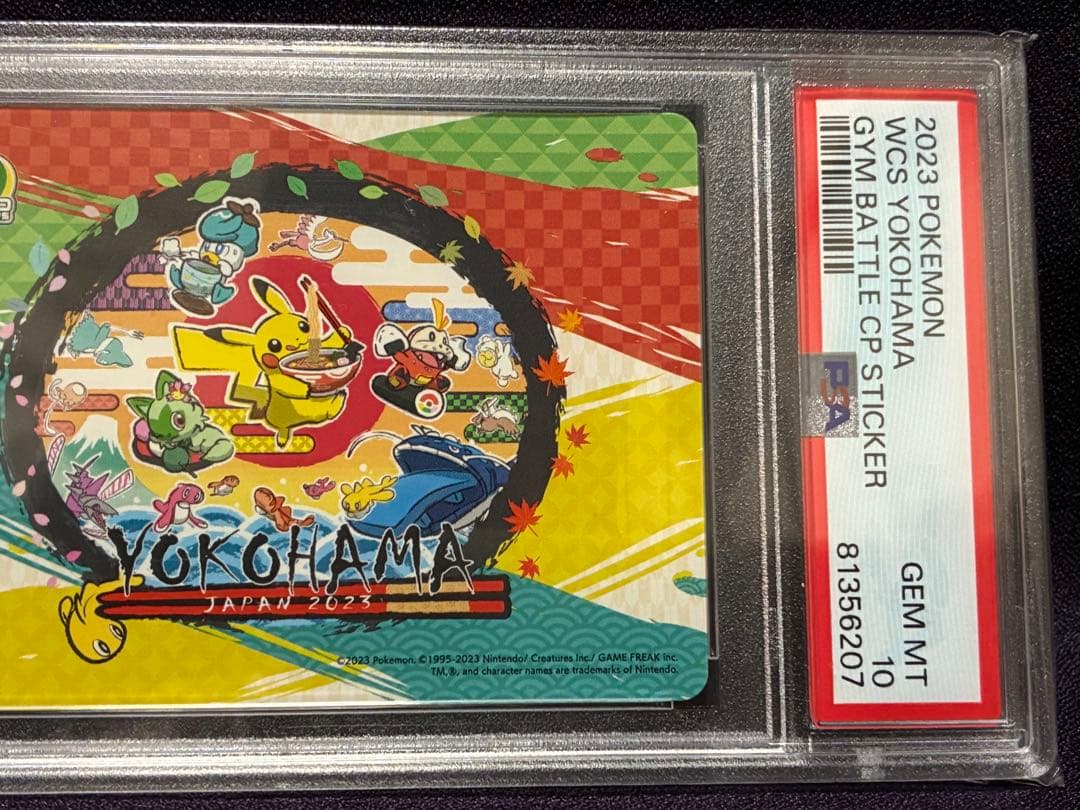 YOKOHAMA
JAPAN 2023
©2023 Pokemon. ©1995-2023 Nintendo/ Creatures Inc./ GAME FREAK inc.
TM,®, and character names are trademarks of Nintendo.
2023 POKEMON
WCS YOKOHAMA
GYM BATTLE CP STICKER
GEM MT
10
81356207
PSA